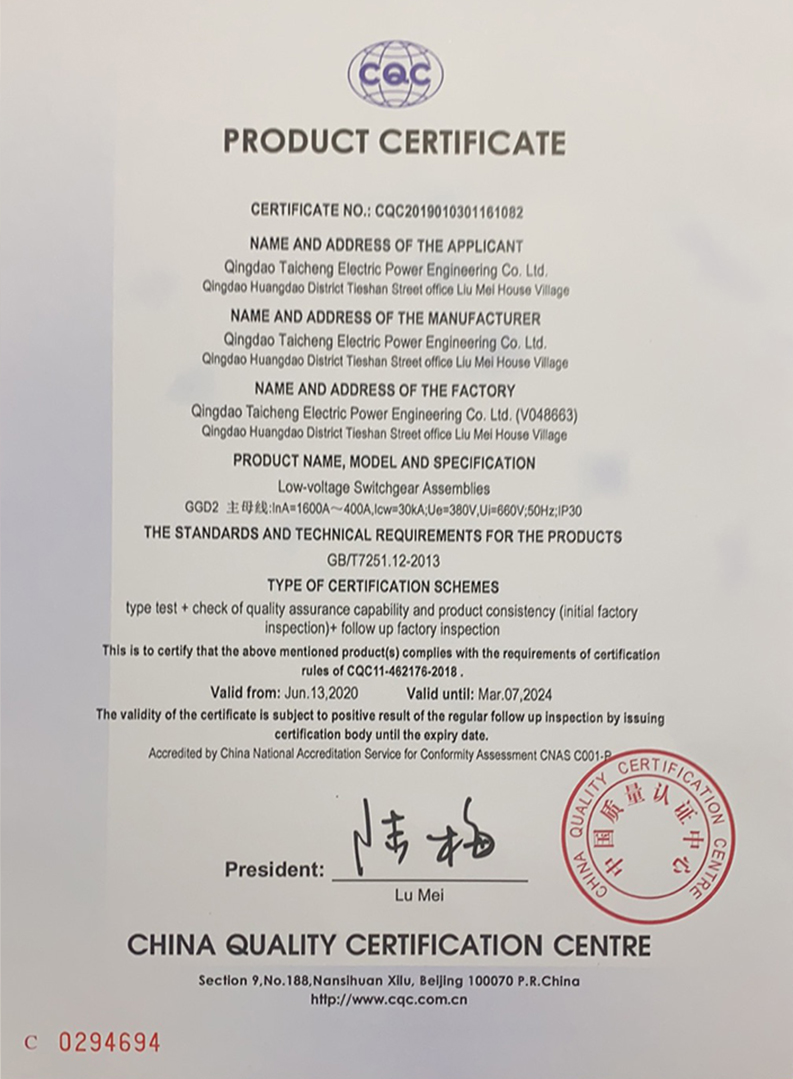 CQC
PRODUCT CERTIFICATE
CERTIFICATE NO.: CQC2019010301161082
NAME AND ADDRESS OF THE APPLICANT
Qingdao Taicheng Electric Power Engineering Co. Ltd.
Qingdao Huangdao District Tieshan Street office Liu Mei House Village
NAME AND ADDRESS OF THE MANUFACTURER
Qingdao Taicheng Electric Power Engineering Co. Ltd.
Qingdao Huangdao District Tieshan Street office Liu Mei House Village
NAME AND ADDRESS OF THE FACTORY
Qingdao Taicheng Electric Power Engineering Co. Ltd. (V048663)
Qingdao Huangdao District Tieshan Street office Liu Mei House Village
PRODUCT NAME, MODEL AND SPECIFICATION
Low-voltage Switchgear Assemblies
GGD2 主母线:InA=1600A～400A,Icw=30kA;Ue=380V,Ui=660V;50Hz;IP30
THE STANDARDS AND TECHNICAL REQUIREMENTS FOR THE PRODUCTS
GB/T7251.12-2013
TYPE OF CERTIFICATION SCHEMES
type test + check of quality assurance capability and product consistency (initial factory
inspection)+ follow up factory inspection
This is to certify that the above mentioned product(s) complies with the requirements of certification
rules of CQC11-462176-2018 .
Valid from: Jun.13,2020 Valid until: Mar.07,2024
The validity of the certificate is subject to positive result of the regular follow up inspection by issuing
certification body until the expiry date.
Accredited by China National Accreditation Service for Conformity Assessment CNAS C001-P
CHINA QUALITY CERTIFICATION CENTRE
中国质量认证中心
陆梅
President:
Lu Mei
CHINA QUALITY CERTIFICATION CENTRE
Section 9,No.188,Nansihuan Xilu, Beijing 100070 P.R.China
http://www.cqc.com.cn
C 0294694